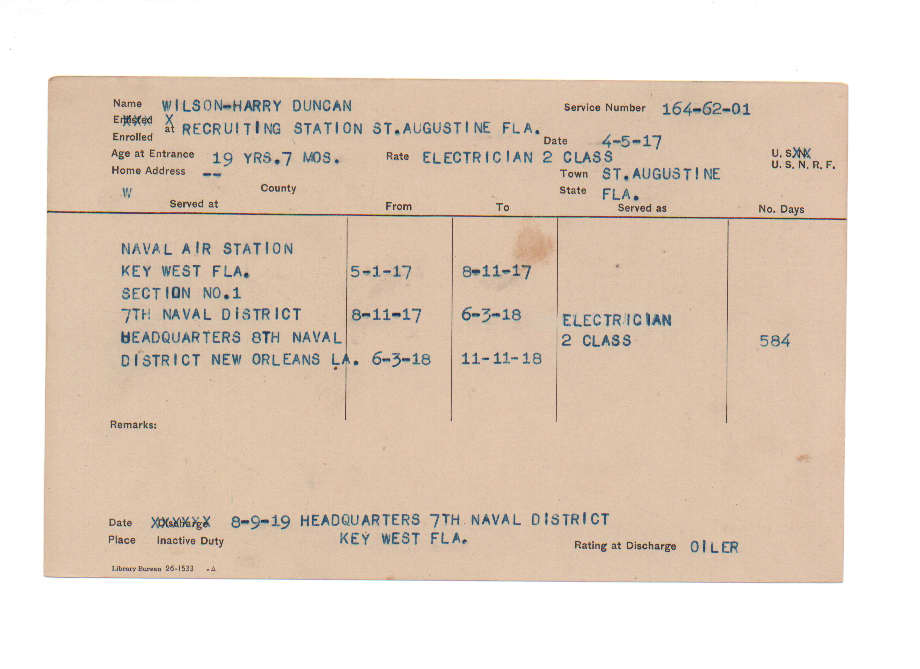 Name WILSON-HARRY DUNCAN Service Number 164-62-01
Enlisted X
Enrolled at RECRUITING STATION ST.AUGUSTINE FLA. Date 4-5-17
Age at Entrance 19 YRS.7 MOS. Rate ELECTRICIAN 2 CLASS U.S.XX
U. S. N. R. F.
Home Address -- Town ST.AUGUSTINE
W County State FLA.
Served at From To Served as No. Days
NAVAL AIR STATION
KEY WEST FLA. 5-1-17 8-11-17
SECTION NO.1
7TH NAVAL DISTRICT 8-11-17 6-3-18 ELECTRICIAN
HEADQUARTERS 8TH NAVAL 2 CLASS 584
DISTRICT NEW ORLEANS LA. 6-3-18 11-11-18
Remarks:
Date XXXXXX 8-9-19 HEADQUARTERS 7TH NAVAL DISTRICT
Place Inactive Duty KEY WEST FLA. Rating at Discharge OILER
Library Bureau 26-1533